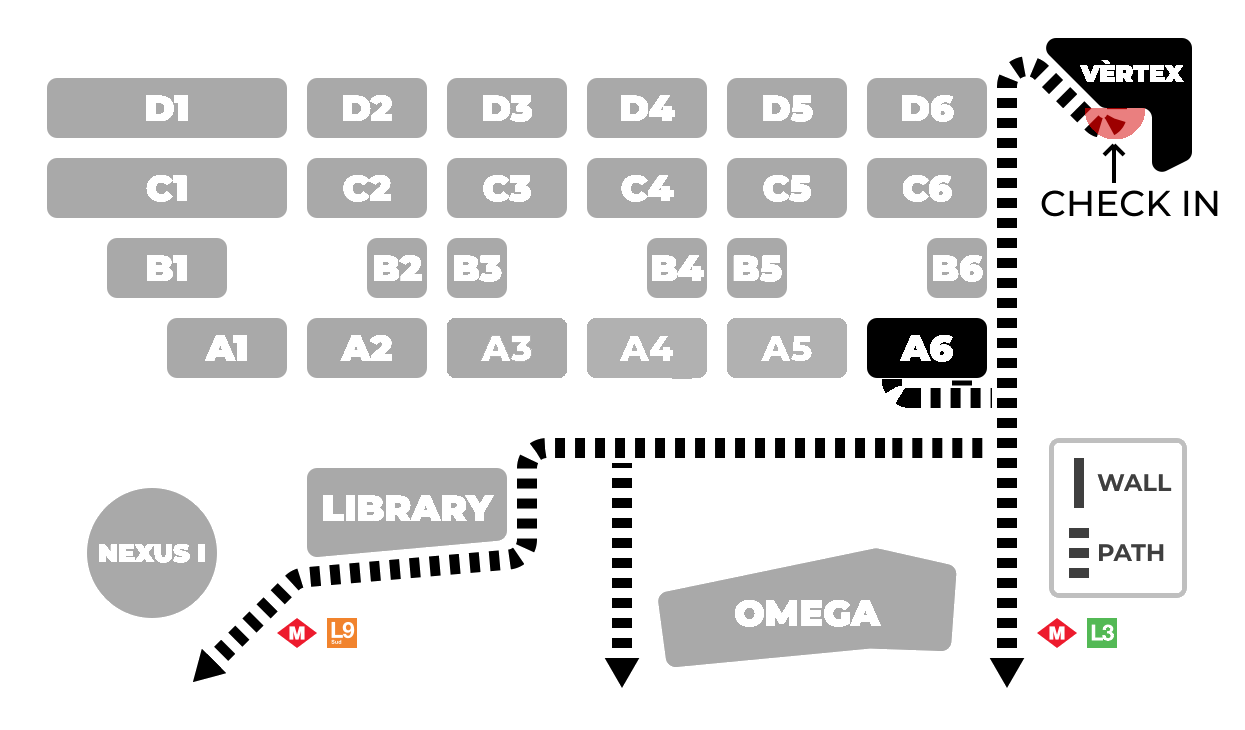 VÈRTEX
D1 D2 D3 D4 D5 D6
C1 C2 C3 C4 C5 C6
CHECK IN
B1 B2 B3 B4 B5 B6
A1 A2 A3 A4 A5 A6
WALL
LIBRARY
NEXUS I
PATH
OMEGA
M L9
Sud
M L3